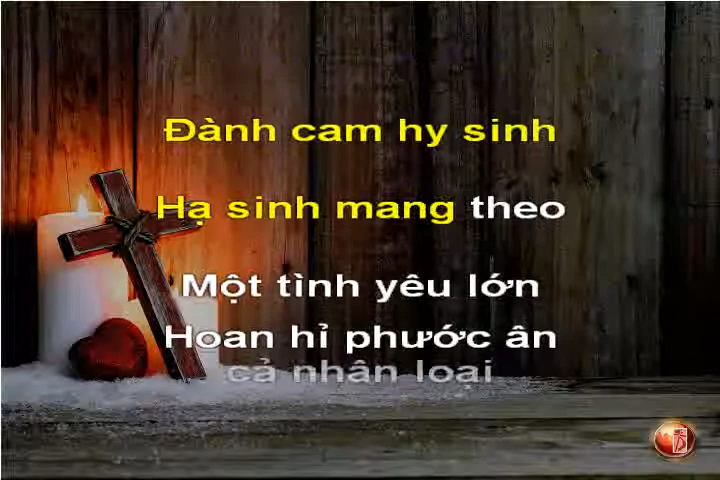 Đành cam hy sinh
Hạ sinh mang theo
Một tình yêu lớn
Hoan hỉ phước ân
cả nhân loại